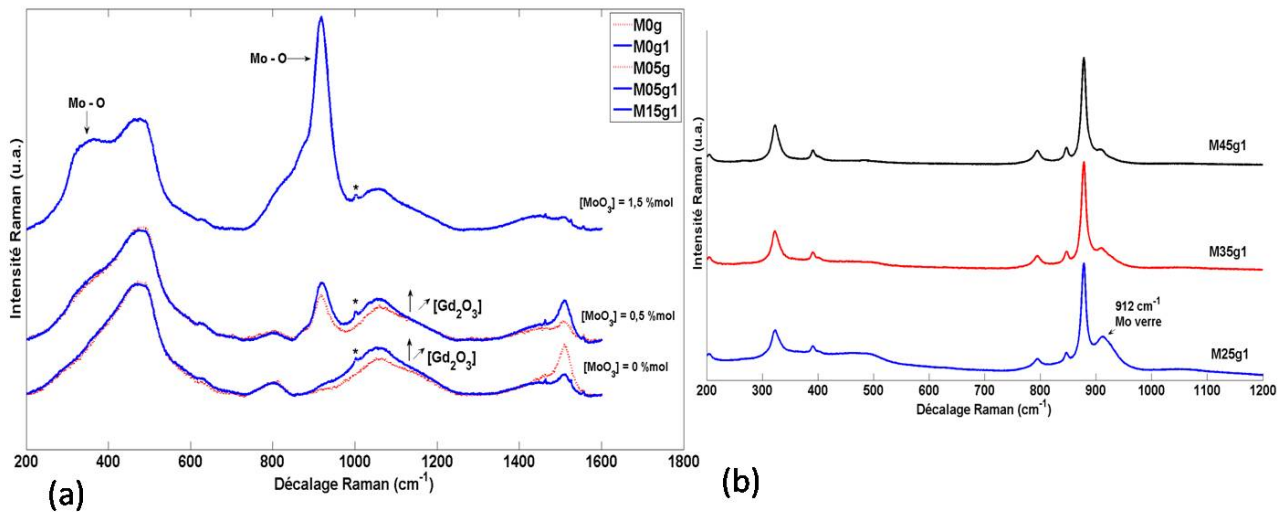 Intensité Raman (u.a.)
Mo - O
Mo - O
M0g
M0g1
M05g
M05g1
M15g1
*
[MoO3] = 1,5 %mol
*
[Gd2O3]
[MoO3] = 0,5 %mol
*
[Gd2O3]
[MoO3] = 0 %mol
200 400 600 800 1000 1200 1400 1600 1800
Décalage Raman (cm-1)
(a)
Intensité Raman (u.a.)
M45g1
M35g1
912 cm-1
Mo verre
M25g1
200 300 400 500 600 700 800 900 1000 1100 1200
Décalage Raman (cm-1)
(b)